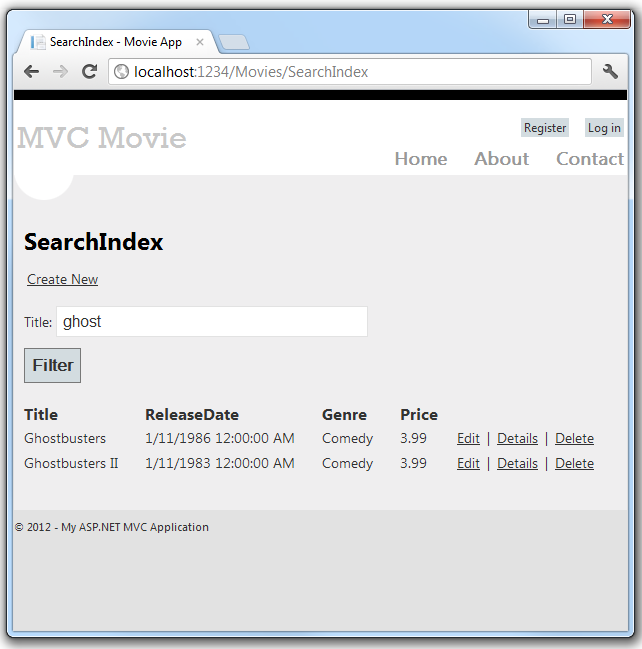 SearchIndex - Movie App
localhost:1234/Movies/SearchIndex
Register Log in
MVC Movie
Home About Contact
SearchIndex
Create New
Title: ghost
Filter
Title ReleaseDate Genre Price
Ghostbusters 1/11/1986 12:00:00 AM Comedy 3.99 Edit | Details | Delete
Ghostbusters II 1/11/1983 12:00:00 AM Comedy 3.99 Edit | Details | Delete
© 2012 - My ASP.NET MVC Application